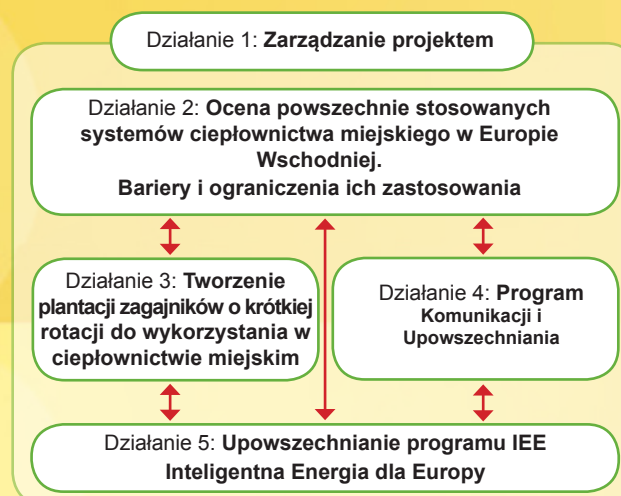 Działanie 1: Zarządzanie projektem
Działanie 2: Ocena powszechnie stosowanych
systemów ciepłownictwa miejskiego w Europie
Wschodniej.
Bariery i ograniczenia ich zastosowania
Działanie 3: Tworzenie
plantacji zagajników o krótkiej
rotacji do wykorzystania w
ciepłownictwie miejskim
Działanie 4: Program
Komunikacji i
Upowszechniania
Działanie 5: Upowszechnianie programu IEE
Inteligentna Energia dla Europy